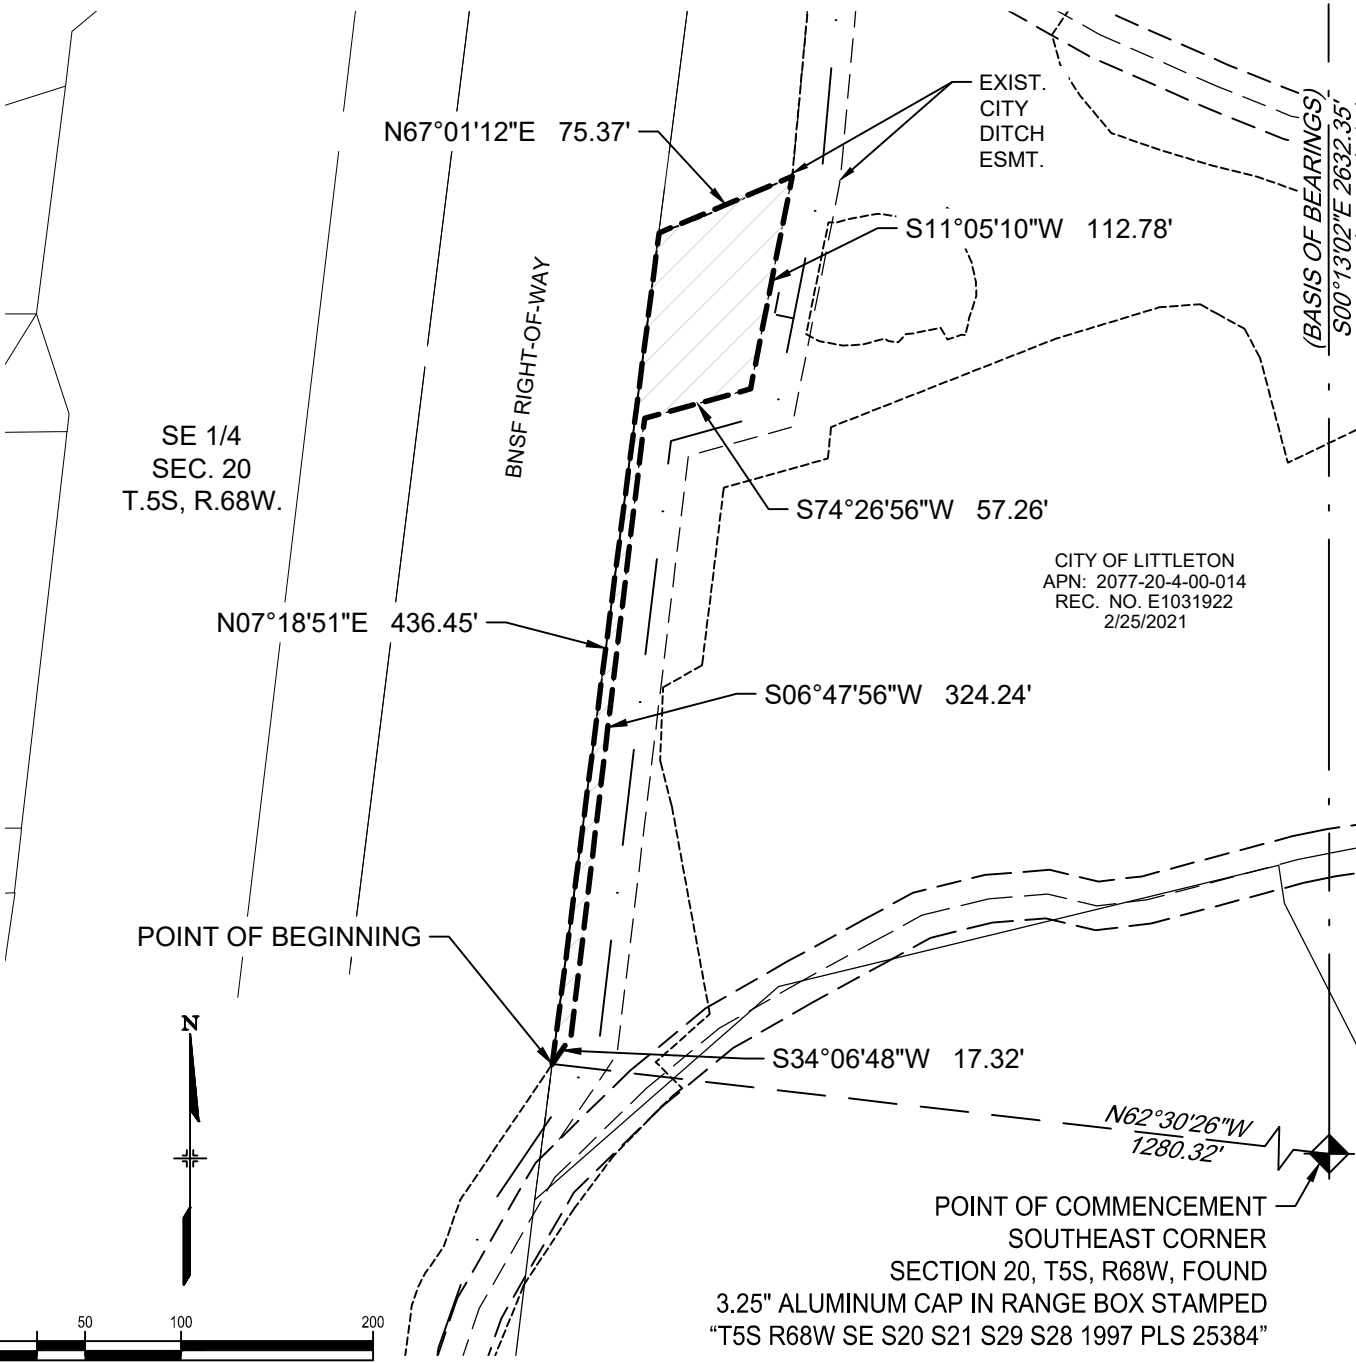 EXIST.
CITY
DITCH
ESMT.
N67°01'12"E 75.37'
(BASIS OF BEARINGS)
S00°13'02"E 2632.35'
S11°05'10"W 112.78'
BNSF RIGHT-OF-WAY
SE 1/4
SEC. 20
T.5S, R.68W.
S74°26'56"W 57.26'
CITY OF LITTLETON
APN: 2077-20-4-00-014
REC. NO. E1031922
2/25/2021
N07°18'51"E 436.45'
S06°47'56"W 324.24'
POINT OF BEGINNING
N
S34°06'48"W 17.32'
N62°30'26"W
1280.32'
POINT OF COMMENCEMENT
SOUTHEAST CORNER
SECTION 20, T5S, R68W, FOUND
3.25" ALUMINUM CAP IN RANGE BOX STAMPED
“T5S R68W SE S20 S21 S29 S28 1997 PLS 25384”
50 100 200